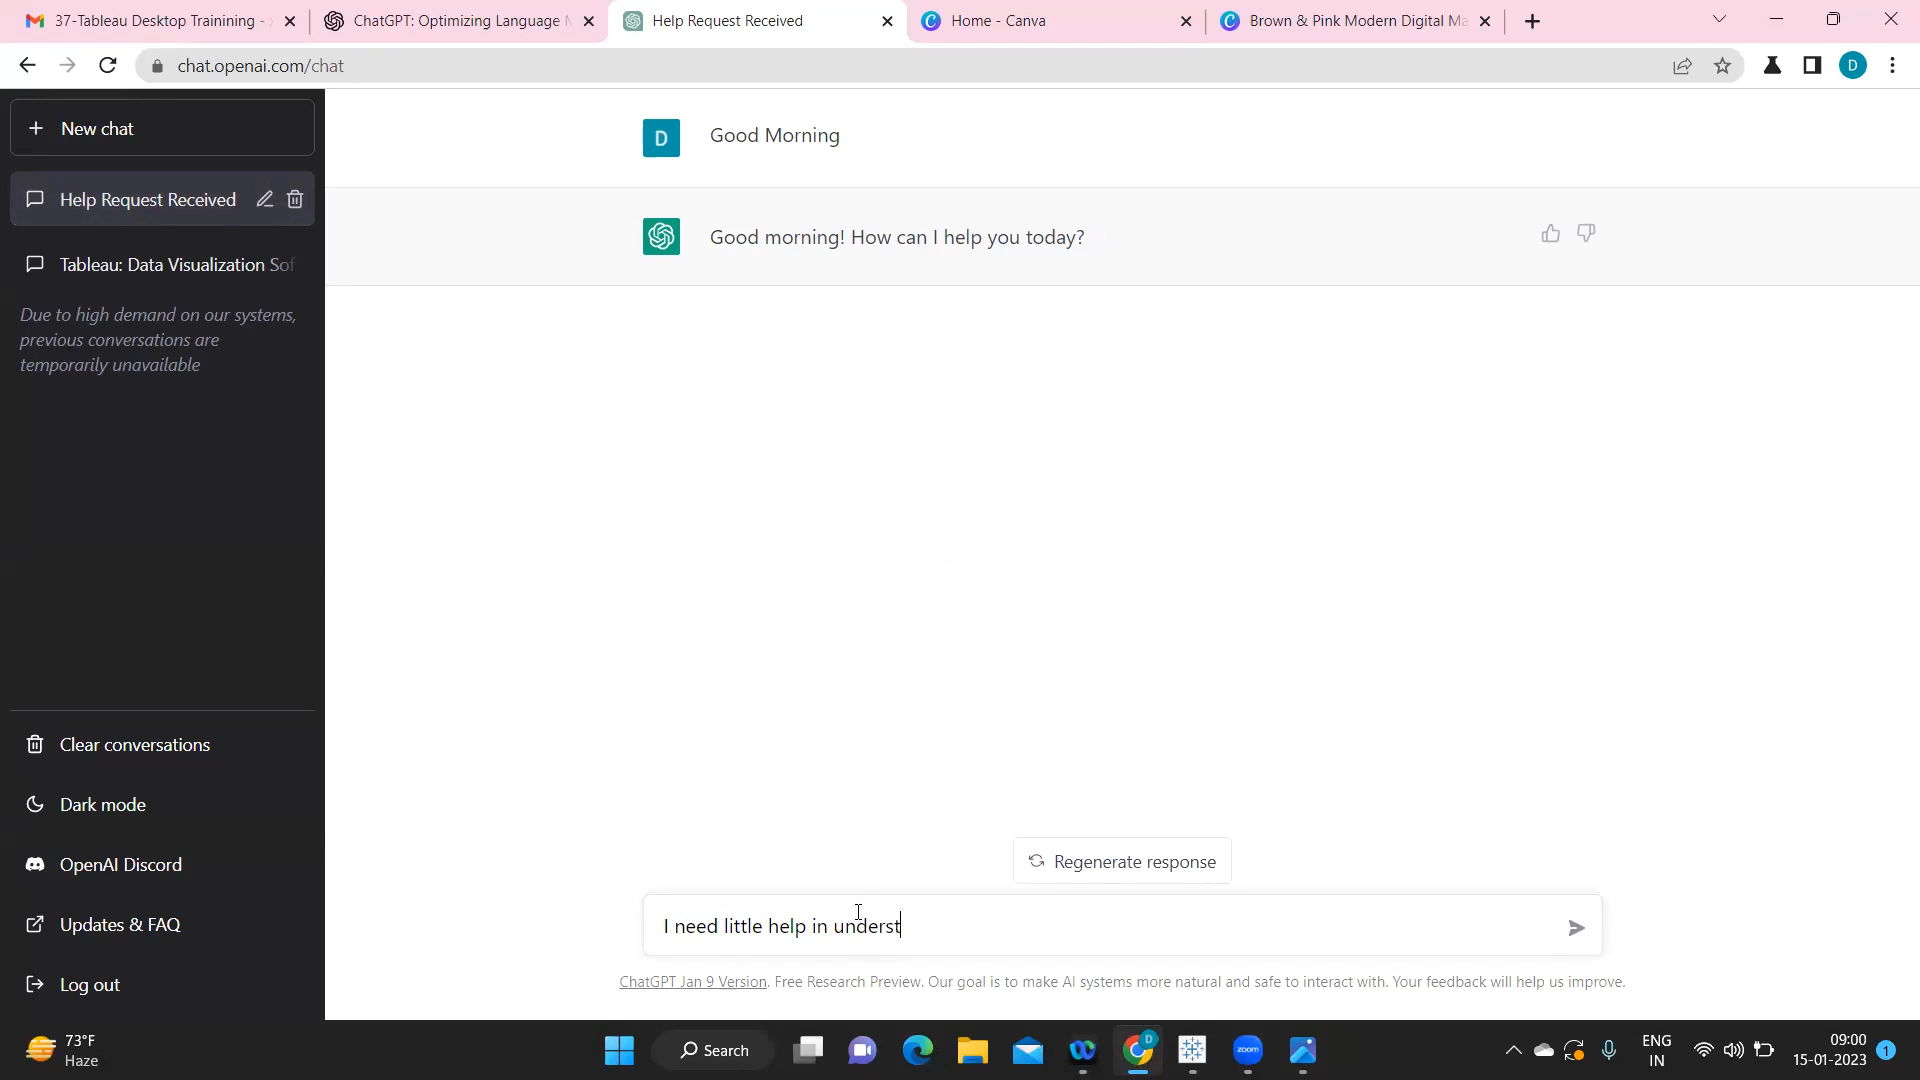 37-Tableau Desktop Trainining -
ChatGPT: Optimizing Language
Help Request Received
Home - Canva
Brown & Pink Modern Digital Ma
chat.openai.com/chat
D
New chat
Help Request Received
Tableau: Data Visualization Sof
Due to high demand on our systems,
previous conversations are
temporarily unavailable
Clear conversations
Dark mode
OpenAI Discord
Updates & FAQ
Log out
D
Good Morning
Good morning! How can I help you today?
Regenerate response
I need little help in underst
ChatGPT Jan 9 Version. Free Research Preview. Our goal is to make AI systems more natural and safe to interact with. Your feedback will help us improve.
73°F
Haze
Search
D
zoom
ENG
IN
09:00
15-01-2023
1